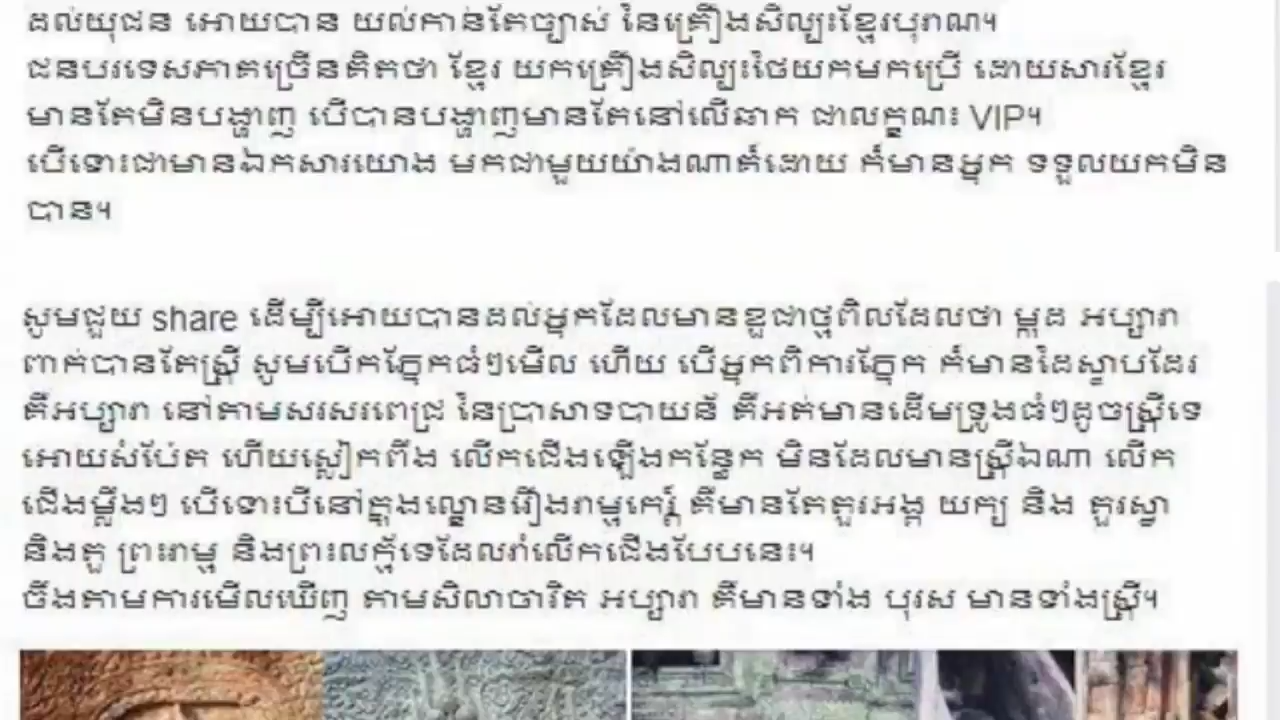 ដល់យុជន អោយបាន យល់កាន់តែច្បាស់ នៃគ្រឿងសិល្បះខ្មែរបុរាណ។
ជនបរទេសភាគច្រើនគិតថា ខ្មែរ យកគ្រឿងសិល្បះថៃយកមកប្រើ ដោយសារខ្មែរ
មានតែមិនបង្ហាញ បើបានបង្ហាញមានតែនៅលើឆាក ជាលក្ខណះ VIP។
បើទោះជាមានឯកសារយោង មកជាមួយយ៉ាងណាគំដោយ កំមានអ្នក ទទួលយកមិន
បាន។
សូមជួយ share ដើម្បីអោយបានដល់អ្នកដែលមានខួជាថ្មពិលដែលថា ម្កុដ អប្សារា
ពាក់បានតែស្ត្រី សូមបើកភ្នែកធំៗមើល ហើយ បើអ្នកពិការភ្នែក កំមានដៃស្ទាបដែរ
គឺអប្សារា នៅតាមសរសរពេជ្រ នៃប្រាសាទបាយន័ គឺអត់មានដើមទ្រូងធំៗដូចស្ត្រីទេ
អោយសំប៉ែត ហើយស្លៀកពីង លើកជើងឡើងកន្ធែក មិនដែលមានស្ត្រីឯណា លើក
ជើងម្លឹងៗ បើទោះបីនៅក្នុងល្ខោនរឿងរាម្មកេរ្ត៍ គឺមានតែតួរអង្គ យក្ស និង តួរស្វា
និងតួ ព្រះរាម្ម និងព្រះលក្ម័ទេដែលរាំលើកជើងបែបនេះ។
ចឹងតាមការមើលឃើញ តាមសិលាចារិត អប្សារា គឺមានទាំង បុរស មានទាំងស្ត្រី។